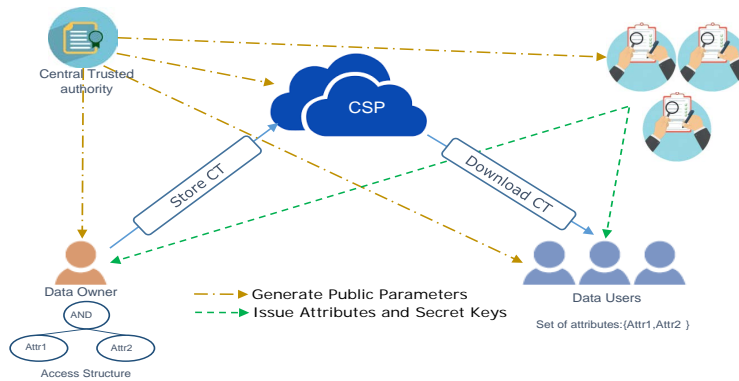 Central Trusted
authority
CSP
Store CT
Download CT
Data Owner
AND
Attr1
Attr2
Access Structure
Generate Public Parameters
Issue Attributes and Secret Keys
Data Users
Set of attributes:{Attr1,Attr2 }